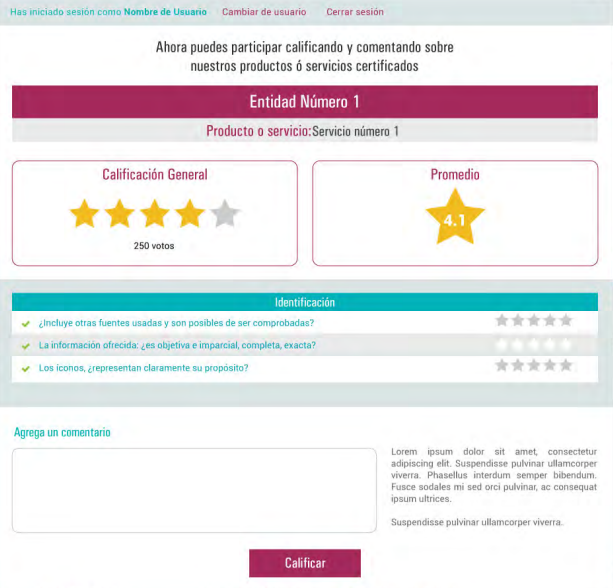 Has iniciado sesión como Nombre de Usuario Cambiar de usuario Cerrar sesión
Ahora puedes participar calificando y comentando sobre
nuestros productos ó servicios certificados
Entidad Número 1
Producto o servicio:Servicio número 1
Calificación General
250 votos
Promedio
4.1
Identificación
¿Incluye otras fuentes usadas y son posibles de ser comprobadas?
La información ofrecida: ¿es objetiva e imparcial, completa, exacta?
Los íconos, ¿representan claramente su propósito?
Agrega un comentario
Lorem ipsum dolor sit amet, consectetur
adipiscing elit. Suspendisse pulvinar ullamcorper
viverra. Phasellus interdum semper bibendum.
Fusce sodales mi sed orci pulvinar, ac consequat
ipsum ultrices.
Suspendisse pulvinar ullamcorper viverra.
Calificar